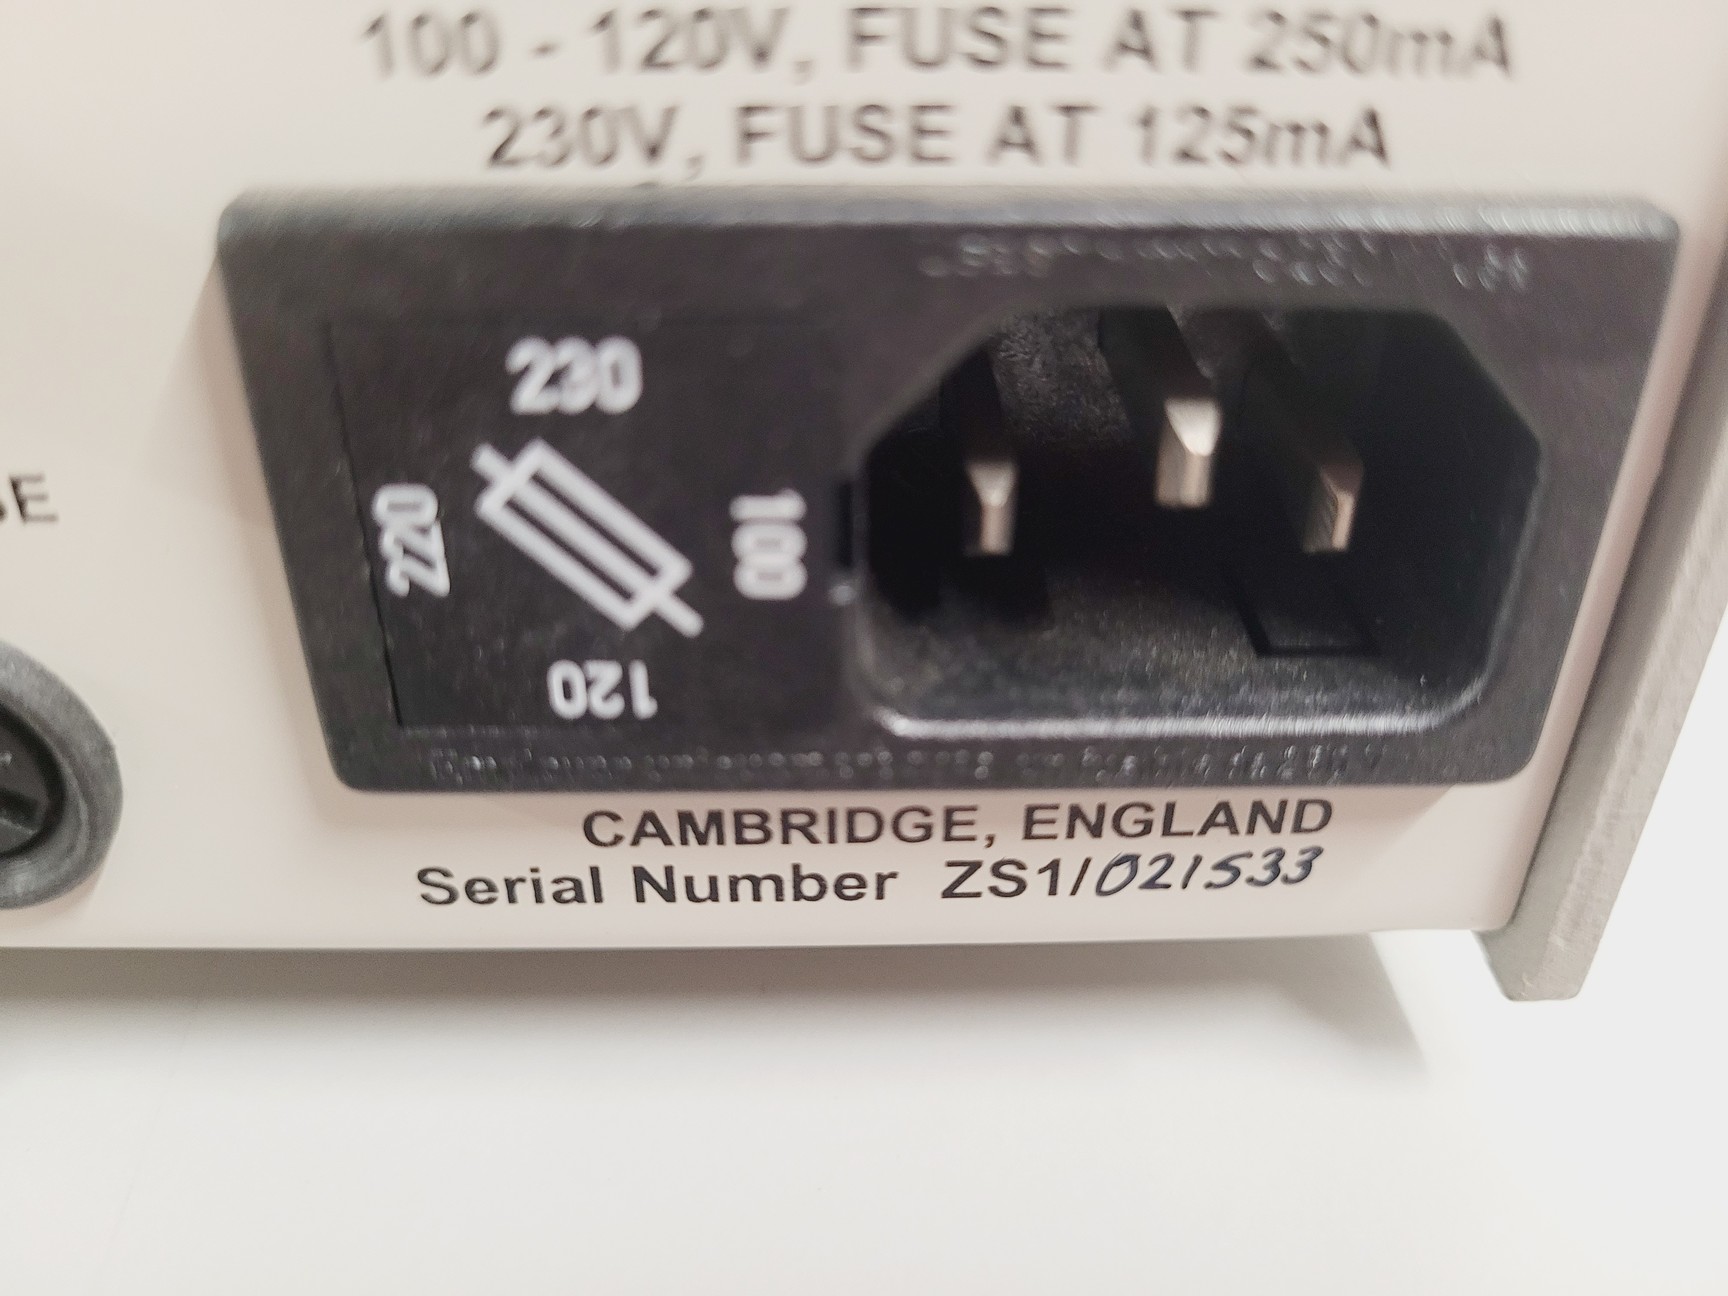 100 - 120V, FUSE AT 250mA
230V, FUSE AT 125mA
230
220
100
120
CAMBRIDGE, ENGLAND
Serial Number ZS1/021533